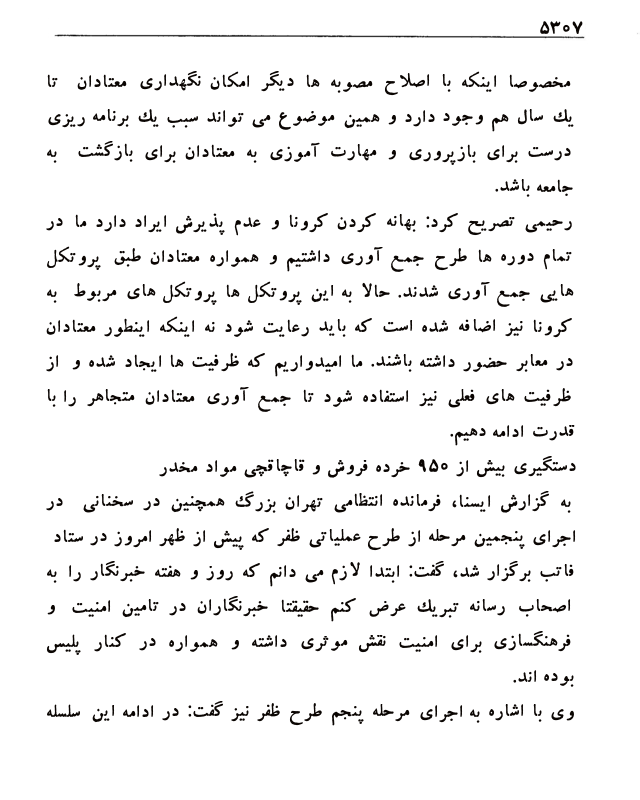 ۵۳۰۷
مخصوصا اینکه با اصلاح مصوبه ها دیگر امکان نگهداری معتادان تا
یك سال هم وجود دارد و همین موضوع می تواند سبب یك برنامه ریزی
درست برای بازپروری و مهارت آموزی به معتادان برای بازگشت به
جامعه باشد.
رحیمی تصریح کرد: بهانه کردن کرونا و عدم پذیرش ایراد دارد ما در
تمام دوره ها طرح جمع آوری داشتیم و همواره معتادان طبق پروتکل
هایی جمع آوری شدند. حالا به این پروتکل ها پروتکل های مربوط به
کرونا نیز اضافه شده است که باید رعایت شود نه اینکه اینطور معتادان
در معابر حضور داشته باشند. ما امیدواریم که ظرفیت ها ایجاد شده و از
ظرفیت های فعلی نیز استفاده شود تا جمع آوری معتادان متجاهر را با
قدرت ادامه دهیم.
دستگیری بیش از ۹۵۰ خرده فروش و قاچاقچی مواد مخدر
به گزارش ایسنا، فرمانده انتظامی تهران بزرگ همچنین در سخنانی در
اجرای پنجمین مرحله از طرح عملیاتی ظفر که پیش از ظهر امروز در ستاد
فاتب برگزار شد، گفت: ابتدا لازم می دانم که روز و هفته خبرنگار را به
اصحاب رسانه تبریك عرض کنم حقیقتا خبرنگاران در تامین امنیت و
فرهنگسازی برای امنیت نقش موثری داشته و همواره در کنار پلیس
بوده اند.
وی با اشاره به اجرای مرحله پنجم طرح ظفر نیز گفت: در ادامه این سلسله